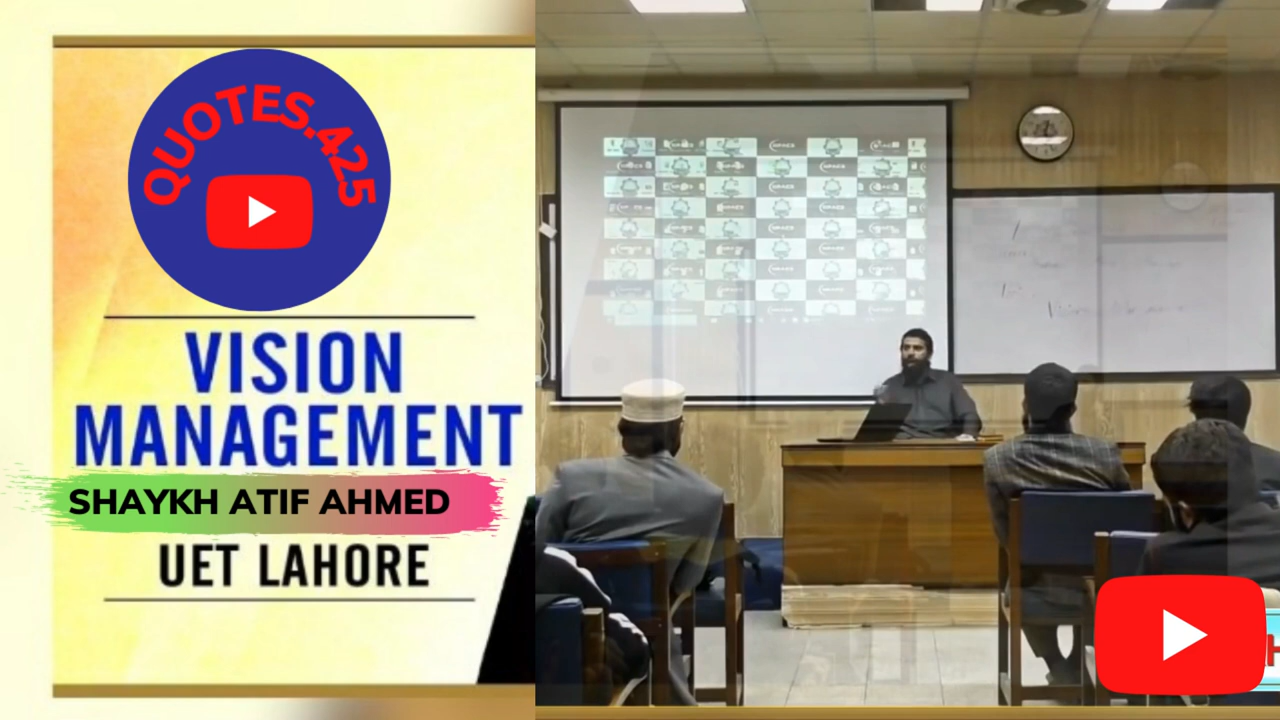 QUOTES.425
VISION
MANAGEMENT
SHAYKH ATIF AHMED
UET LAHORE
H